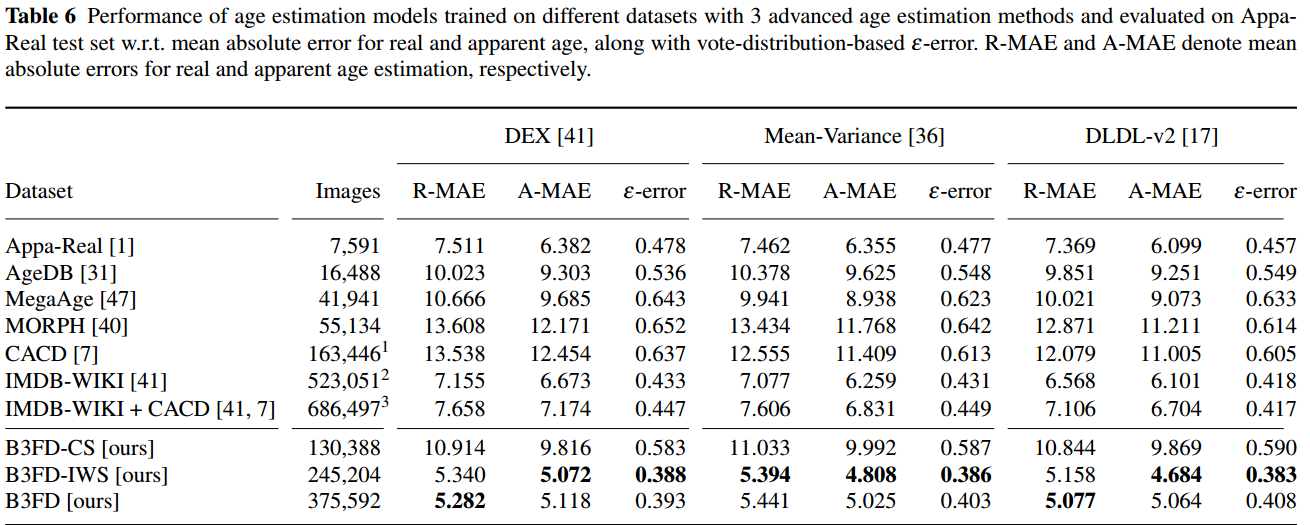 Table 6 Performance of age estimation models trained on different datasets with 3 advanced age estimation methods and evaluated on Appa-
Real test set w.r.t. mean absolute error for real and apparent age, along with vote-distribution-based ε-error. R-MAE and A-MAE denote mean
absolute errors for real and apparent age estimation, respectively.
DEX [41] Mean-Variance [36] DLDL-v2 [17]
Dataset Images R-MAE A-MAE ε-error R-MAE A-MAE ε-error R-MAE A-MAE ε-error
Appa-Real [1] 7,591 7.511 6.382 0.478 7.462 6.355 0.477 7.369 6.099 0.457
AgeDB [31] 16,488 10.023 9.303 0.536 10.378 9.625 0.548 9.851 9.251 0.549
MegaAge [47] 41,941 10.666 9.685 0.643 9.941 8.938 0.623 10.021 9.073 0.633
MORPH [40] 55,134 13.608 12.171 0.652 13.434 11.768 0.642 12.871 11.211 0.614
CACD [7] 163,446¹ 13.538 12.454 0.637 12.555 11.409 0.613 12.079 11.005 0.605
IMDB-WIKI [41] 523,051² 7.155 6.673 0.433 7.077 6.259 0.431 6.568 6.101 0.418
IMDB-WIKI + CACD [41, 7] 686,497³ 7.658 7.174 0.447 7.606 6.831 0.449 7.106 6.704 0.417
B3FD-CS [ours] 130,388 10.914 9.816 0.583 11.033 9.992 0.587 10.844 9.869 0.590
B3FD-IWS [ours] 245,204 5.340 5.072 0.388 5.394 4.808 0.386 5.158 4.684 0.383
B3FD [ours] 375,592 5.282 5.118 0.393 5.441 5.025 0.403 5.077 5.064 0.408